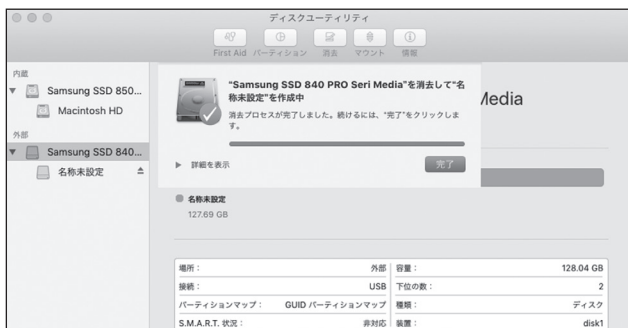 ディスクユーティリティ
First Aid パーティション 消去 マウント 情報
内蔵
Samsung SSD 850...
Macintosh HD
外部
Samsung SSD 840...
名称未設定
"Samsung SSD 840 PRO Seri Media"を消去して"名
称未設定"を作成中
消去プロセスが完了しました。続けるには、"完了"をクリックしま
す。
詳細を表示
完了
Media
名称未設定
127.69 GB
場所： 外部 容量： 128.04 GB
接続： USB 下位の数： 2
パーティションマップ： GUID パーティションマップ 種類： ディスク
S.M.A.R.T. 状況： 非対応 装置： disk1